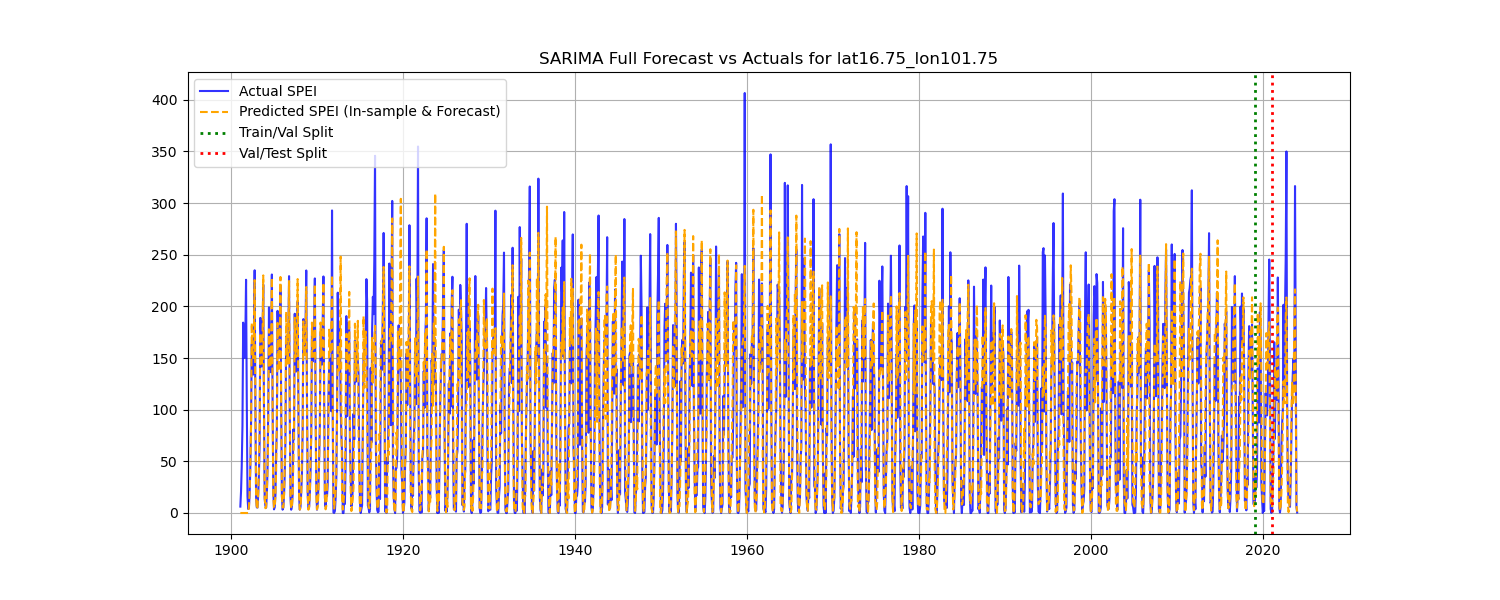 SARIMA Full Forecast vs Actuals for lat16.75_lon101.75
Actual SPEI
Predicted SPEI (In-sample & Forecast)
Train/Val Split
Val/Test Split
400
350
300
250
200
150
100
50
0
1900 1920 1940 1960 1980 2000 2020